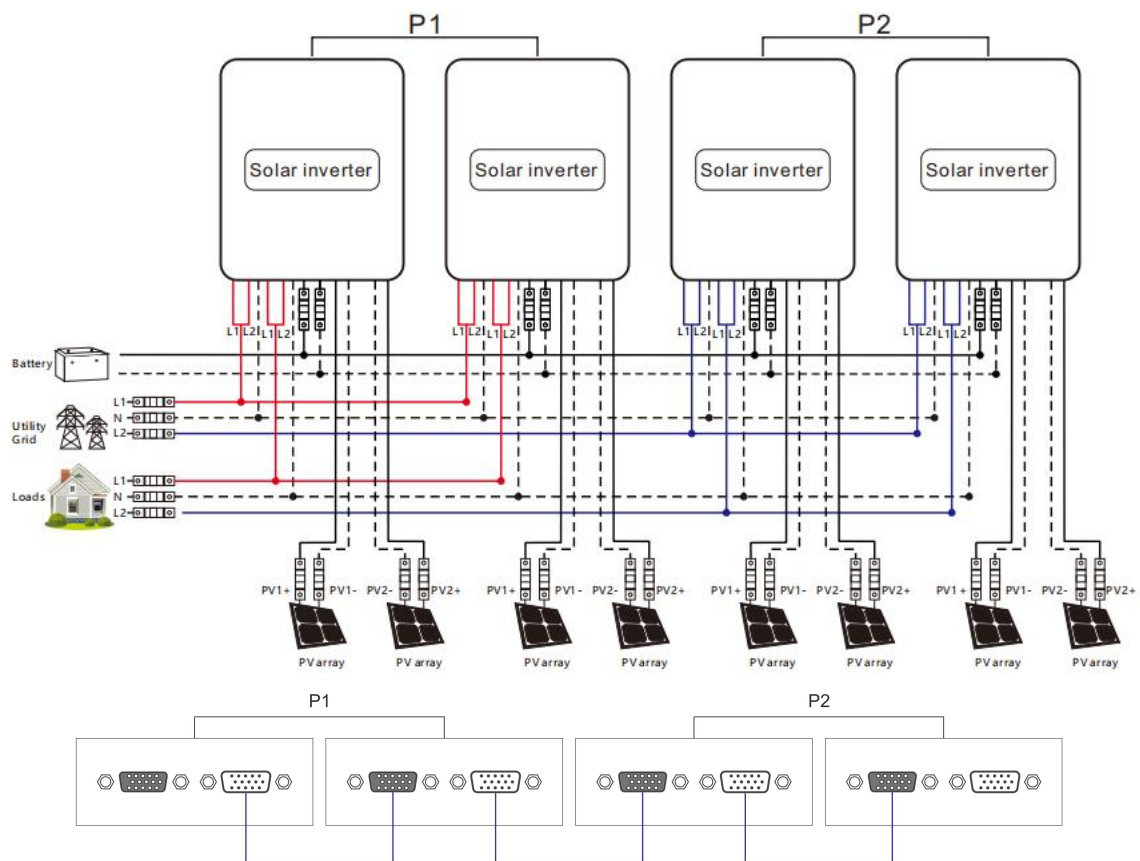 P1 P2
Solar inverter Solar inverter Solar inverter Solar inverter
L1 L2 L1 L2 L1 L2 L1 L2 L1 L2 L1 L2 L1 L2 L1 L2
Battery
L1
N
Utility
Grid
L2
L1
Loads
N
L2
PV1+ PV1- PV2- PV2+ PV1+ PV1- PV2- PV2+ PV1+ PV1- PV2- PV2+ PV1+ PV1- PV2- PV2+
PV array PV array PV array PV array PV array PV array PV array PV array
P1 P2